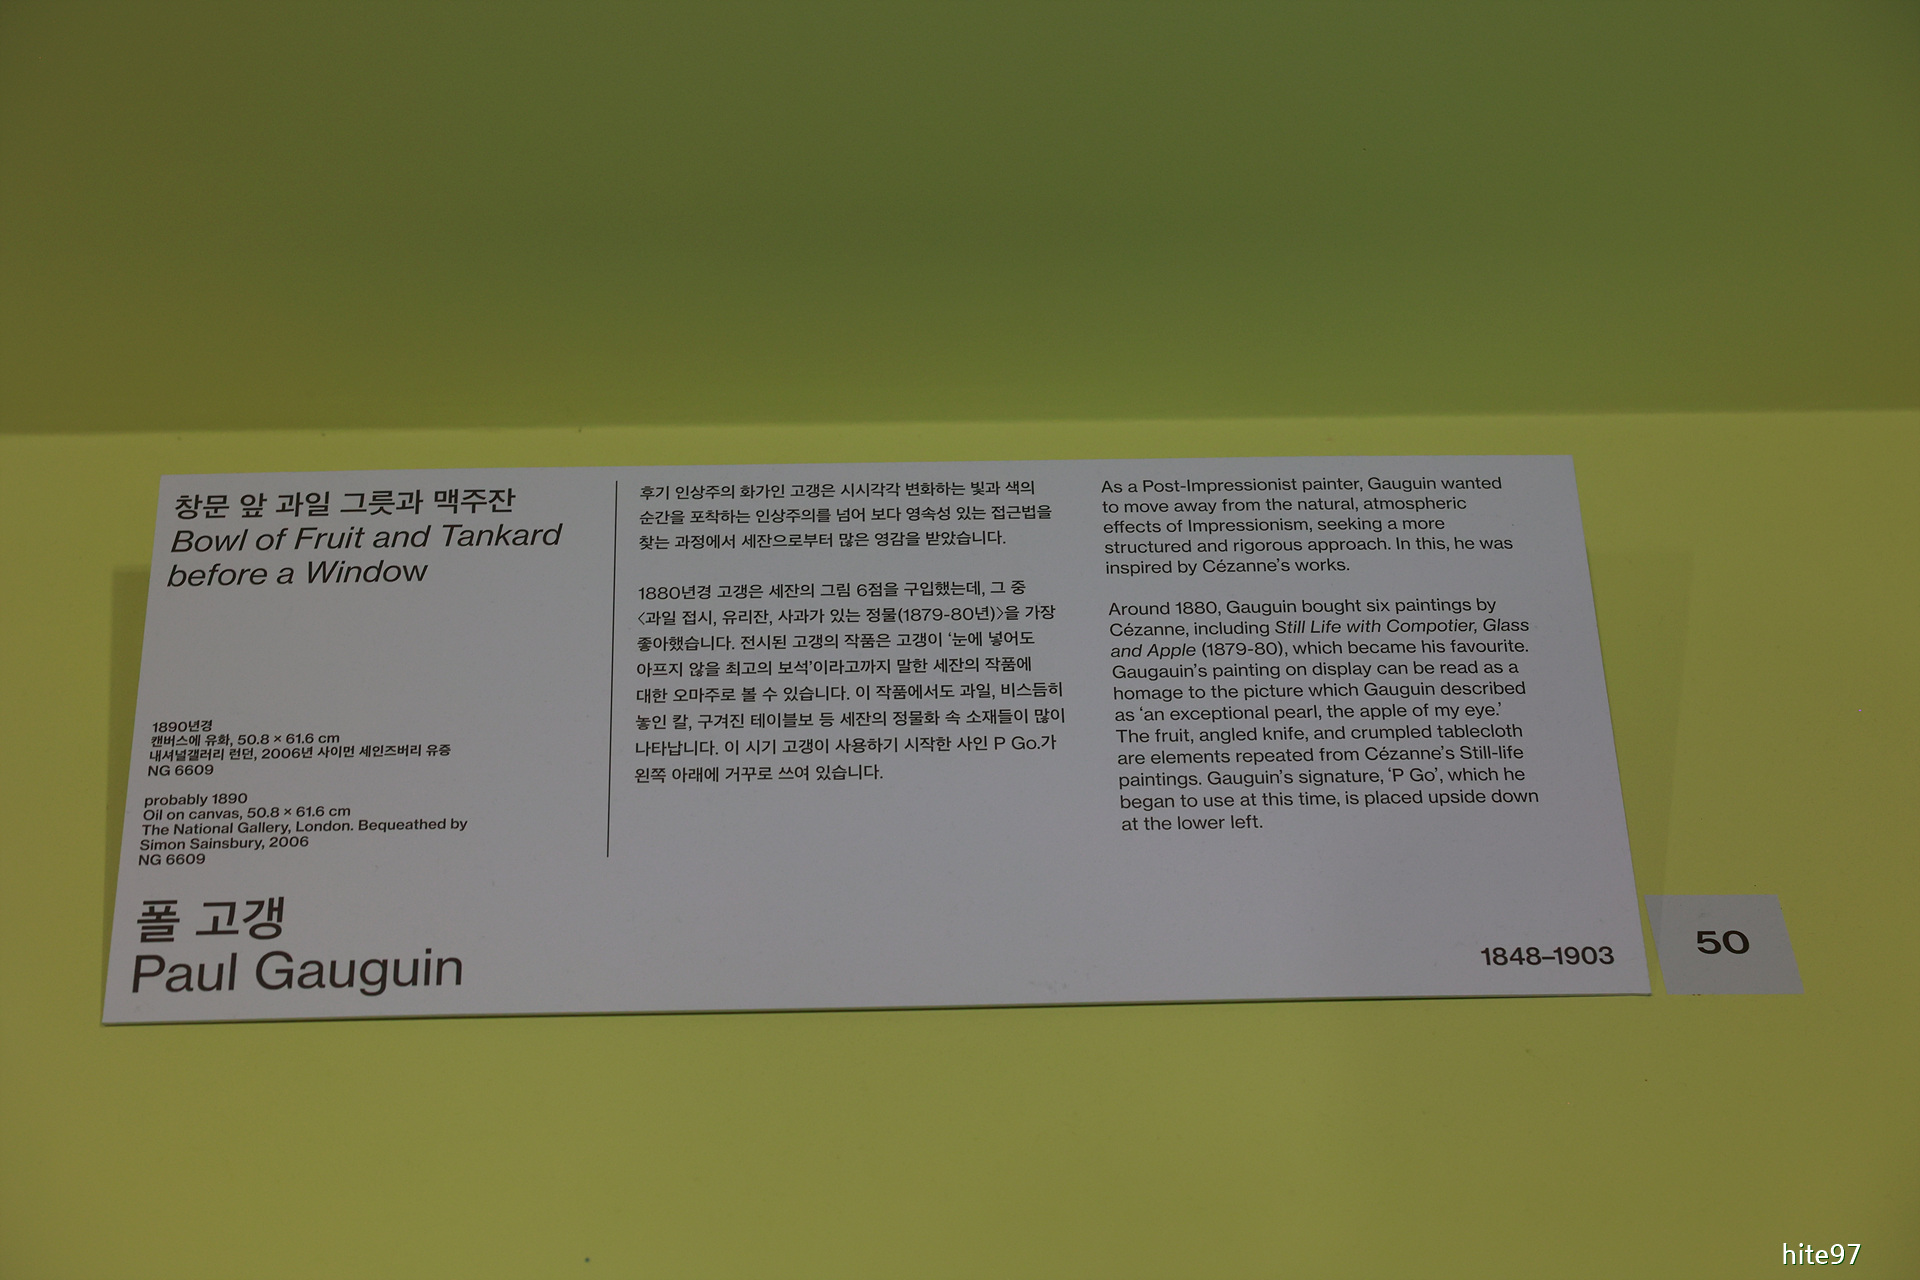 창문 앞 과일 그릇과 맥주잔
Bowl of Fruit and Tankard
before a Window
1890년경
캔버스에 유화, 50.8 × 61.6 cm
내셔널갤러리 런던, 2006년 사이먼 세인즈버리 유증
NG 6609
probably 1890
Oil on canvas, 50.8 × 61.6 cm
The National Gallery, London. Bequeathed by
Simon Sainsbury, 2006
NG 6609
폴 고갱
Paul Gauguin
후기 인상주의 화가인 고갱은 시시각각 변화하는 빛과 색의
순간을 포착하는 인상주의를 넘어 보다 영속성 있는 접근법을
찾는 과정에서 세잔으로부터 많은 영감을 받았습니다.
1880년경 고갱은 세잔의 그림 6점을 구입했는데, 그 중
〈과일 접시, 유리잔, 사과가 있는 정물(1879-80년)〉을 가장
좋아했습니다. 전시된 고갱의 작품은 고갱이 ‘눈에 넣어도
아프지 않을 최고의 보석’이라고까지 말한 세잔의 작품에
대한 오마주로 볼 수 있습니다. 이 작품에서도 과일, 비스듬히
놓인 칼, 구겨진 테이블보 등 세잔의 정물화 속 소재들이 많이
나타납니다. 이 시기 고갱이 사용하기 시작한 사인 P Go.가
왼쪽 아래에 거꾸로 쓰여 있습니다.
As a Post-Impressionist painter, Gauguin wanted
to move away from the natural, atmospheric
effects of Impressionism, seeking a more
structured and rigorous approach. In this, he was
inspired by Cézanne’s works.
Around 1880, Gauguin bought six paintings by
Cézanne, including Still Life with Compotier, Glass
and Apple (1879-80), which became his favourite.
Gaugauin’s painting on display can be read as a
homage to the picture which Gauguin described
as ‘an exceptional pearl, the apple of my eye.’
The fruit, angled knife, and crumpled tablecloth
are elements repeated from Cézanne’s Still-life
paintings. Gauguin’s signature, ‘P Go’, which he
began to use at this time, is placed upside down
at the lower left.
1848–1903
50
hite97